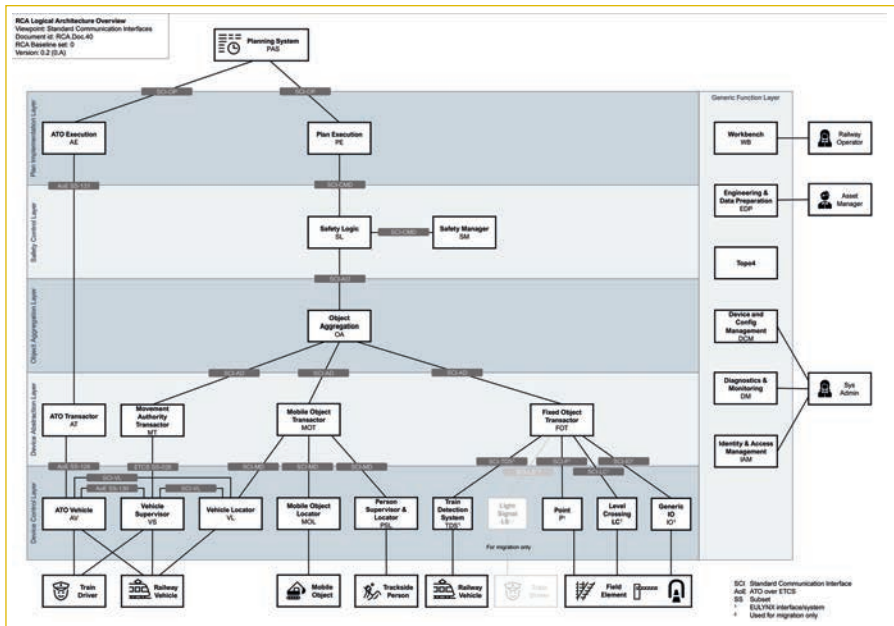 RCA Logical Architecture Overview
Viewpoint: Standard Communication Interfaces
Document id: RCA.Doc.40
RCA Baseline set: 0
Version: 0.2 (0.A)
Planning System
PAS
SCI-OP
SCI-OP
Plan Implementation Layer
Generic Function Layer
ATO Execution
AE
Plan Execution
PE
Workbench
WB
Railway
Operator
AoE SS-131
SCI-CMD
Safety Control Layer
Engineering &
Data Preparation
EDP
Asset
Manager
Safety Logic
SL
SCI-CMD
Safety Manager
SM
Topo4
SCI-AO
Object Aggregation Layer
Object
Aggregation
OA
Device and
Config
Management
DCM
SCI-AO
SCI-AO
SCI-AO
Device Abstraction Layer
Diagnostics &
Monitoring
DM
Sys
Admin
ATO Transactor
AT
Movement
Authority
Transactor
MT
Mobile Object
Transactor
MOT
Fixed Object
Transactor
FOT
Identity & Access
Management
IAM
AoE SS-126
SCI-VL
SCI-MD
SCI-MD
SCI-MD
Device Control Layer
AoE SS-130
SCI-VL
ATO Vehicle
AV
Vehicle
Supervisor
VS
Vehicle Locator
VL
Mobile Object
Locator
MOL
Person
Supervisor &
Locator
PSL
Train
Detection
System
TDS¹
Light
Signal
Point
P¹
Level
Crossing
LC¹
Generic
IO
IO¹
For migration only
Train
Driver
Railway
Vehicle
Mobile
Object
Trackside
Person
Railway
Vehicle
Train
Field
Element
SCI Standard Communication Interface
AoE ATO over ETCS
SS Subset
¹ EULYNX interface/system
² Used for migration only